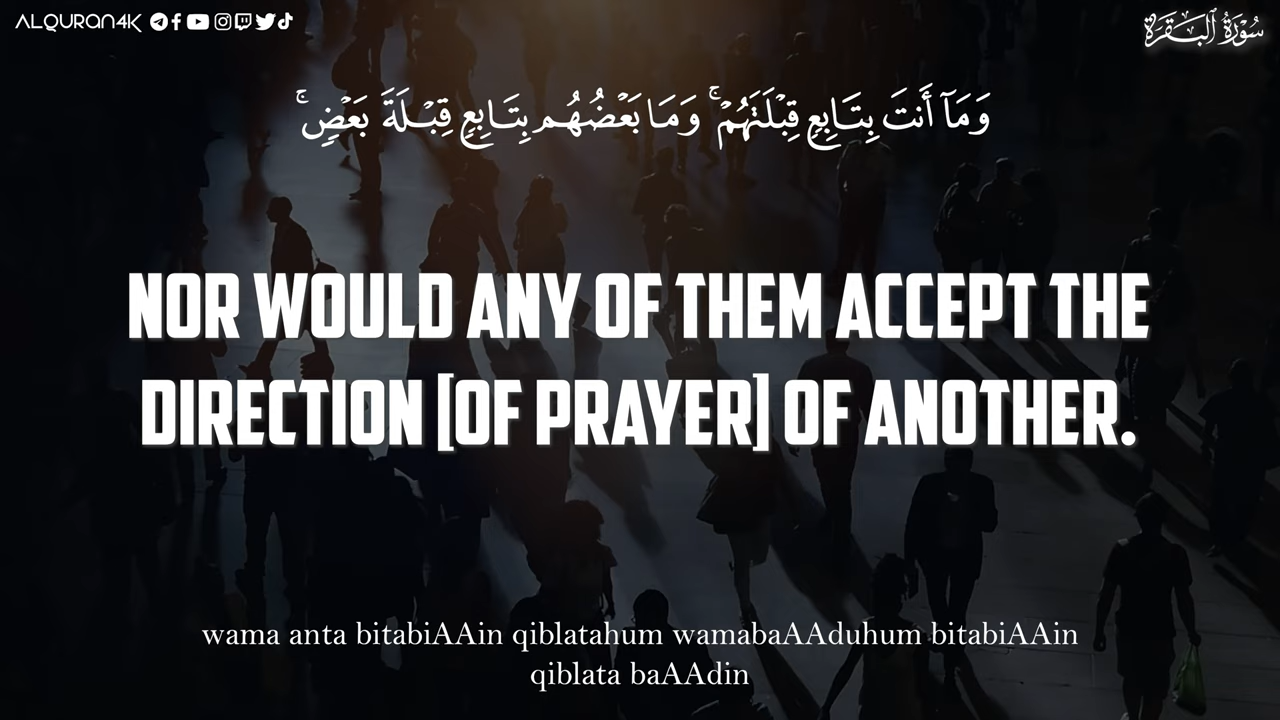 ALQURAN4K
سُورَةُ البَقَرَةِ
وَمَآ أَنتَ بِتَابِعٍ قِبْلَتَهُمْ ۚ وَمَا بَعْضُهُم بِتَابِعٍ قِبْلَةَ بَعْضٍ ۚ
NOR WOULD ANY OF THEM ACCEPT THE
DIRECTION [OF PRAYER] OF ANOTHER.
wama anta bitabiAAin qiblatahum wamabaAAduhum bitabiAAin
qiblata baAAdin